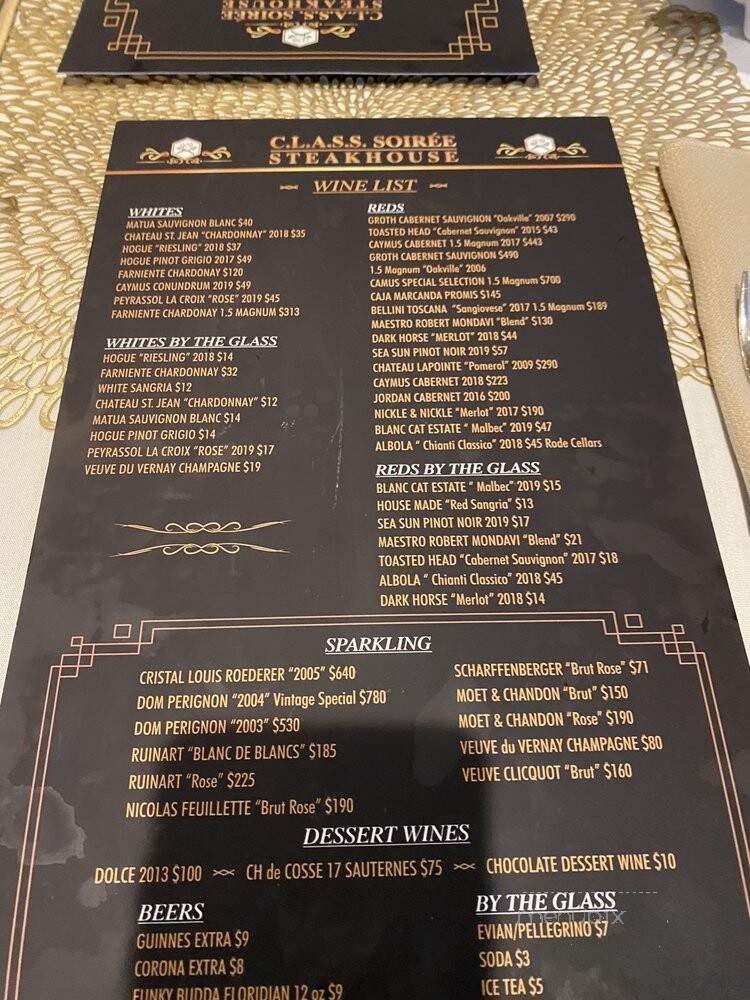 C.L.A.S.S. SOIRÉE
STEAKHOUSE
C.L.A.S.S. SOIRÉE
STEAKHOUSE
WINE LIST
WHITES
MATUA SAUVIGNON BLANC $40
CHATEAU ST. JEAN "CHARDONNAY" 2018 $35
HOGUE "RIESLING" 2018 $37
HOGUE PINOT GRIGIO 2017 $49
FARNIENTE CHARDONAY $120
CAYMUS CONUNDRUM 2019 $49
PEYRASSOL LA CROIX "ROSE" 2019 $45
FARNIENTE CHARDONAY 1.5 MAGNUM $313
WHITES BY THE GLASS
HOGUE "RIESLING" 2018 $14
FARNIENTE CHARDONNAY $32
WHITE SANGRIA $12
CHATEAU ST. JEAN "CHARDONNAY" $12
MATUA SAUVIGNON BLANC $14
HOGUE PINOT GRIGIO $14
PEYRASSOL LA CROIX "ROSE" 2019 $17
VEUVE DU VERNAY CHAMPAGNE $19
REDS
GROTH CABERNET SAUVIGNON "Oakville" 2007 $290
TOASTED HEAD "Cabernet Sauvignon" 2015 $43
CAYMUS CABERNET 1.5 Magnum 2017 $443
GROTH CABERNET SAUVIGNON $490
1.5 Magnum "Oakville" 2006
CAMUS SPECIAL SELECTION 1.5 Magnum $700
CAJA MARCANDA PROMIS $145
BELLINI TOSCANA "Sangiovese" 2017 1.5 Magnum $189
MAESTRO ROBERT MONDAVI "Blend" $130
DARK HORSE "MERLOT" 2018 $44
SEA SUN PINOT NOIR 2019 $57
CHATEAU LAPOINTE "Pomerol" 2009 $290
CAYMUS CABERNET 2018 $223
JORDAN CABERNET 2016 $200
NICKLE & NICKLE "Merlot" 2017 $190
BLANC CAT ESTATE " Malbec" 2019 $47
ALBOLA " Chianti Classico" 2018 $45 Rode Cellars
REDS BY THE GLASS
BLANC CAT ESTATE " Malbec" 2019 $15
HOUSE MADE "Red Sangria" $13
SEA SUN PINOT NOIR 2019 $17
MAESTRO ROBERT MONDAVI "Blend" $21
TOASTED HEAD "Cabernet Sauvignon" 2017 $18
ALBOLA " Chianti Classico" 2018 $45
DARK HORSE "Merlot" 2018 $14
SPARKLING
CRISTAL LOUIS ROEDERER "2005" $640
DOM PERIGNON "2004" Vintage Special $780
DOM PERIGNON "2003" $530
RUINART "BLANC DE BLANCS" $185
RUINART "Rose" $225
NICOLAS FEUILLETTE "Brut Rose" $190
SCHARFFENBERGER "Brut Rose" $71
MOET & CHANDON "Brut" $150
MOET & CHANDON "Rose" $190
VEUVE du VERNAY CHAMPAGNE $80
VEUVE CLICQUOT "Brut" $160
DESSERT WINES
DOLCE 2013 $100 CH de COSSE 17 SAUTERNES $75 CHOCOLATE DESSERT WINE $10
BEERS
GUINNES EXTRA $9
CORONA EXTRA $8
FUNKY BUDDA FLORIDIAN 12 oz $9
BY THE GLASS
menupix
EVIAN/PELLEGRINO $7
SODA $3
ICE TEA $5